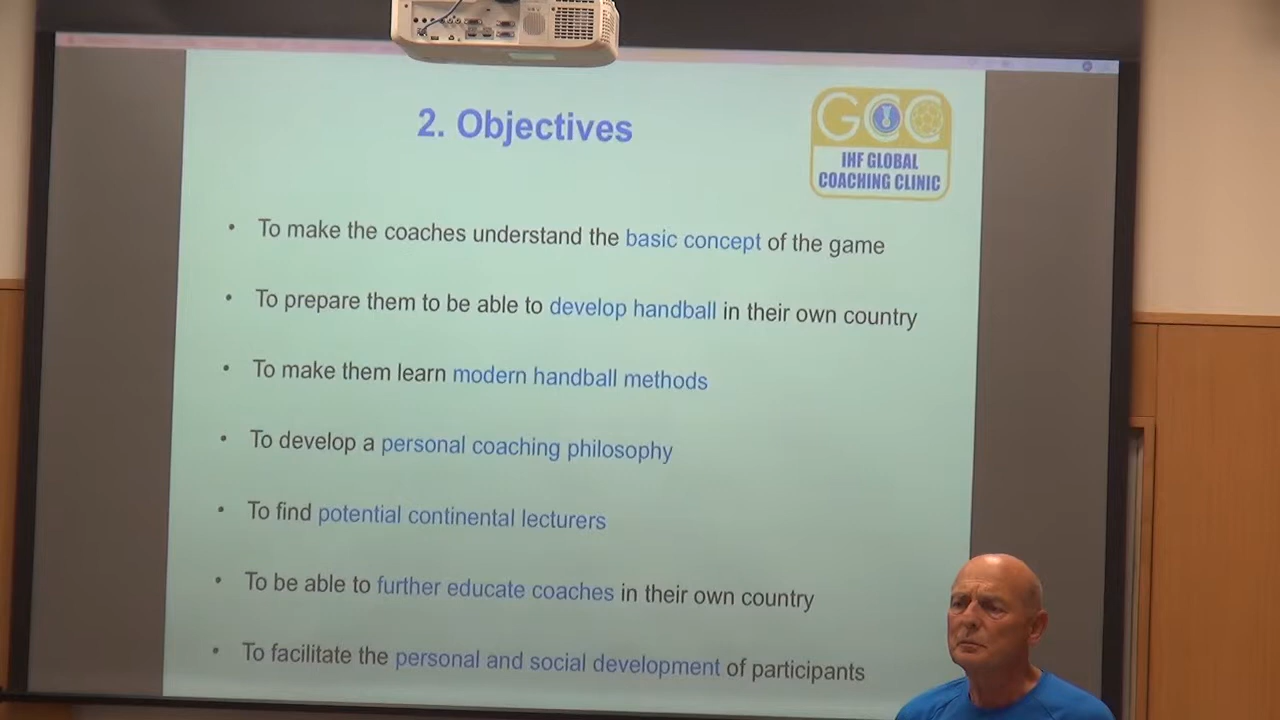 2. Objectives
GCC
IHF GLOBAL
COACHING CLINIC
• To make the coaches understand the basic concept of the game
• To prepare them to be able to develop handball in their own country
• To make them learn modern handball methods
• To develop a personal coaching philosophy
• To find potential continental lecturers
• To be able to further educate coaches in their own country
• To facilitate the personal and social development of participants